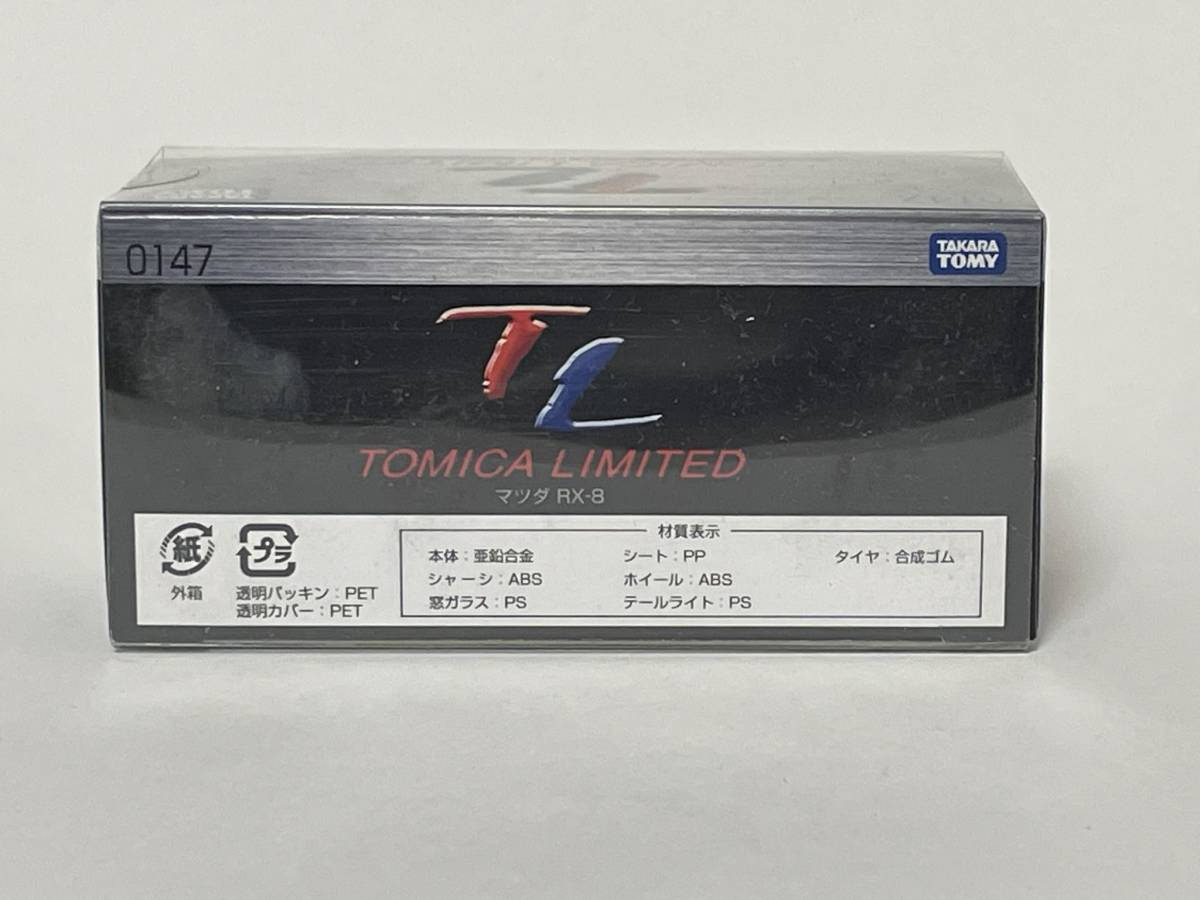 0147
TAKARA
TOMY
TL
TOMICA LIMITED
マツダ RX-8
紙
外箱
プラ
透明パッキン：PET
透明カバー：PET
材質表示
本体：亜鉛合金
シート：PP
タイヤ：合成ゴム
シャーシ：ABS
ホイール：ABS
窓ガラス：PS
テールライト：PS